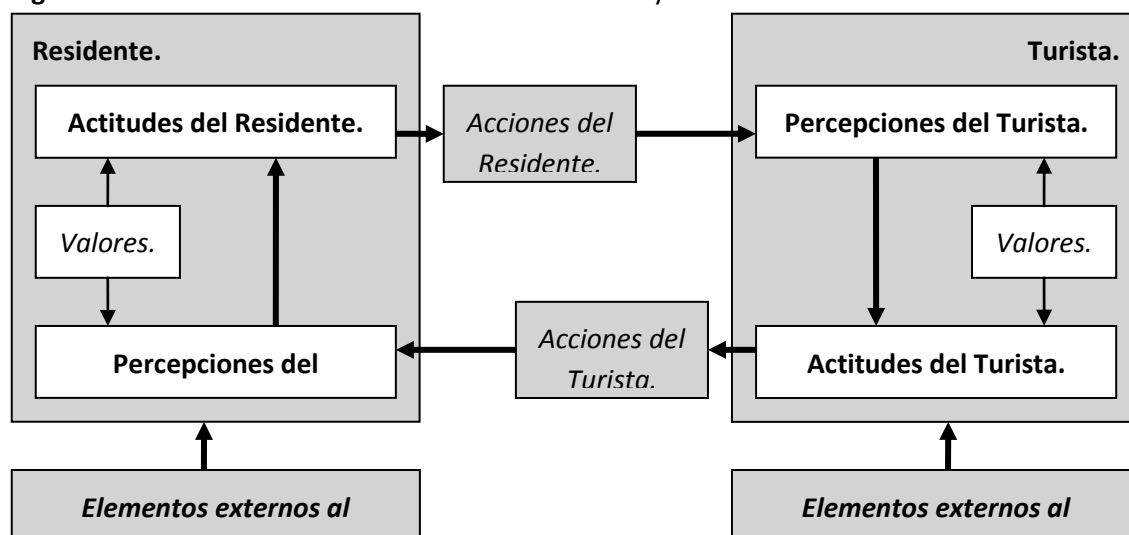 Residente.
Turista.
Actitudes del Residente.
Acciones del
Residente.
Percepciones del Turista.
Valores.
Valores.
Percepciones del
Acciones del
Turista.
Actitudes del Turista.
Elementos externos al
Elementos externos al